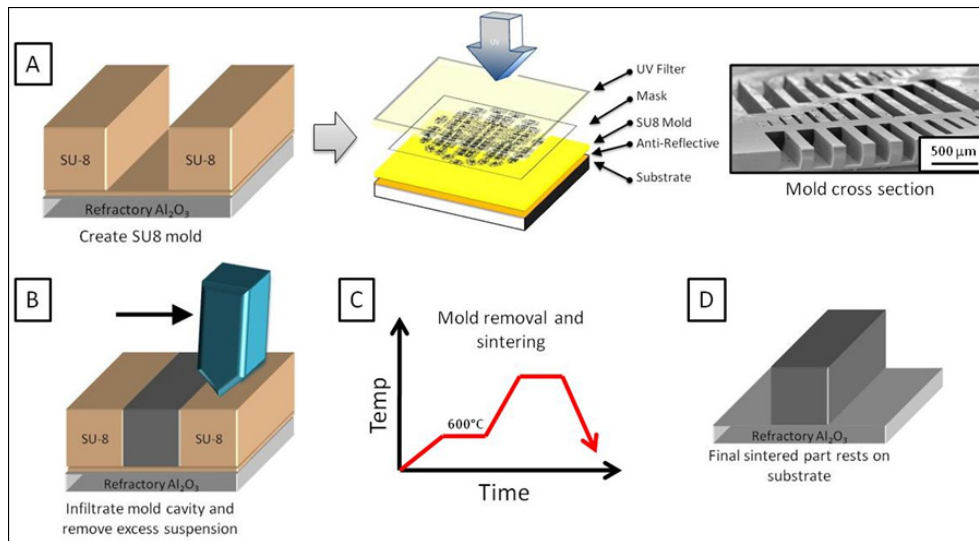 A
SU-8
SU-8
Refractory Al₂O₃
Create SU8 mold
UV
UV Filter
Mask
SU8 Mold
Anti-Reflective
Substrate
500 µm
Mold cross section
B
SU-8
SU-8
Refractory Al₂O₃
Infiltrate mold cavity and
remove excess suspension
C
Mold removal and
sintering
Temp
600°C
Time
D
Refractory Al₂O₃
Final sintered part rests on
substrate